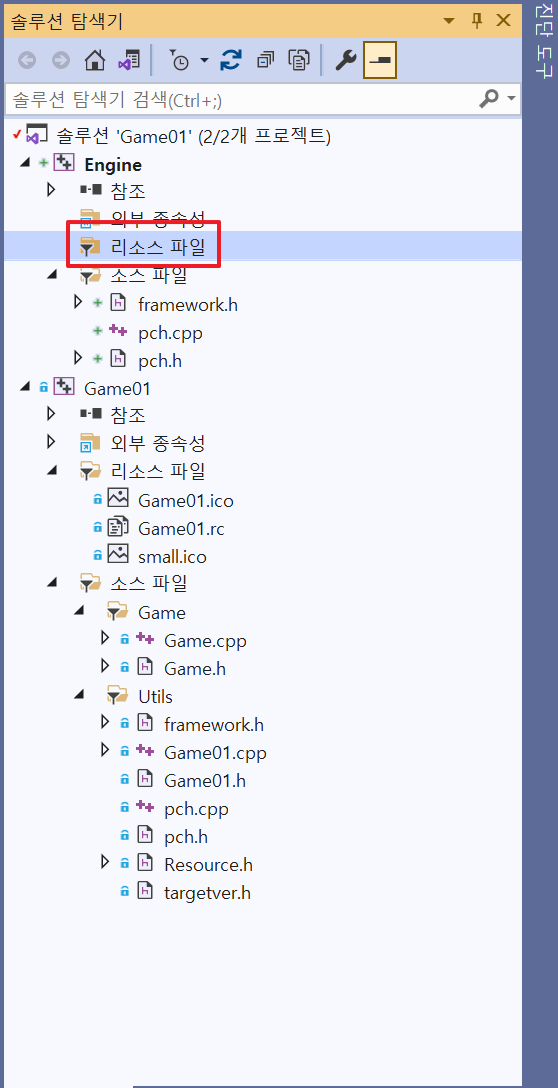 솔루션 탐색기
솔루션 탐색기 검색(Ctrl+;)
솔루션 'Game01' (2/2개 프로젝트)
Engine
참조
외부 종속성
리소스 파일
소스 파일
framework.h
pch.cpp
pch.h
Game01
참조
외부 종속성
리소스 파일
Game01.ico
Game01.rc
small.ico
소스 파일
Game
Game.cpp
Game.h
Utils
framework.h
Game01.cpp
Game01.h
pch.cpp
pch.h
Resource.h
targetver.h
진단 도구